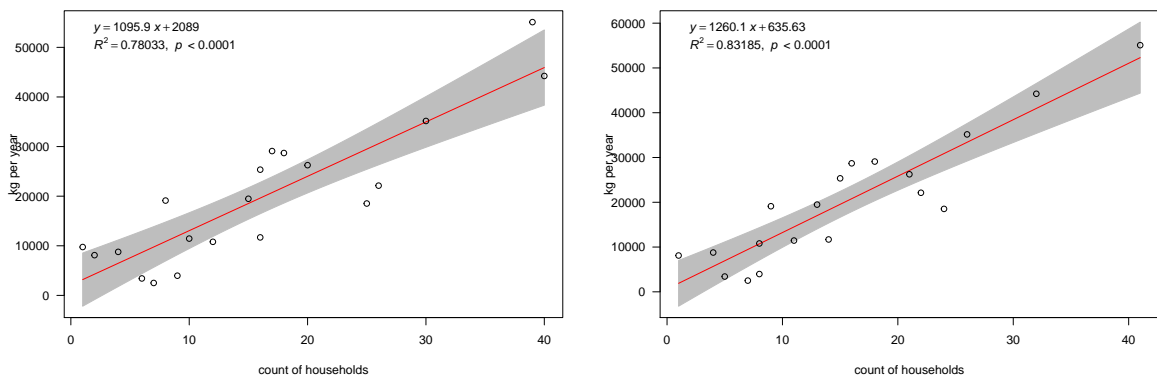 y = 1095.9 x + 2089
R² = 0.78033, p < 0.0001
50000
40000
30000
20000
10000
0
kg per year
0
10
20
30
40
count of households
y = 1260.1 x + 635.63
R² = 0.83185, p < 0.0001
60000
50000
40000
30000
20000
10000
0
kg per year
0
10
20
30
40
count of households